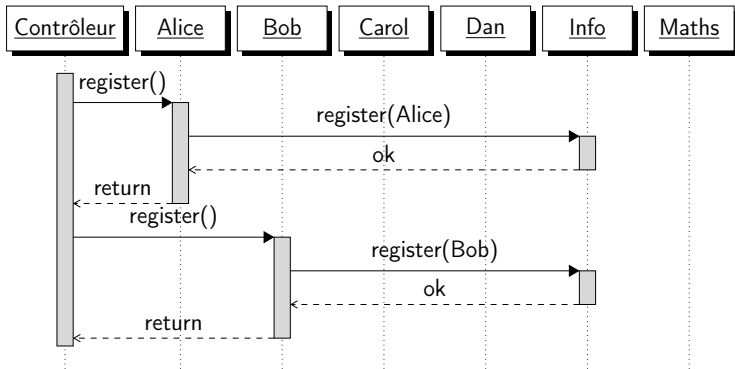 Contrôleur Alice Bob Carol Dan Info Maths
register()
register(Alice)
ok
return
register()
register(Bob)
ok
return